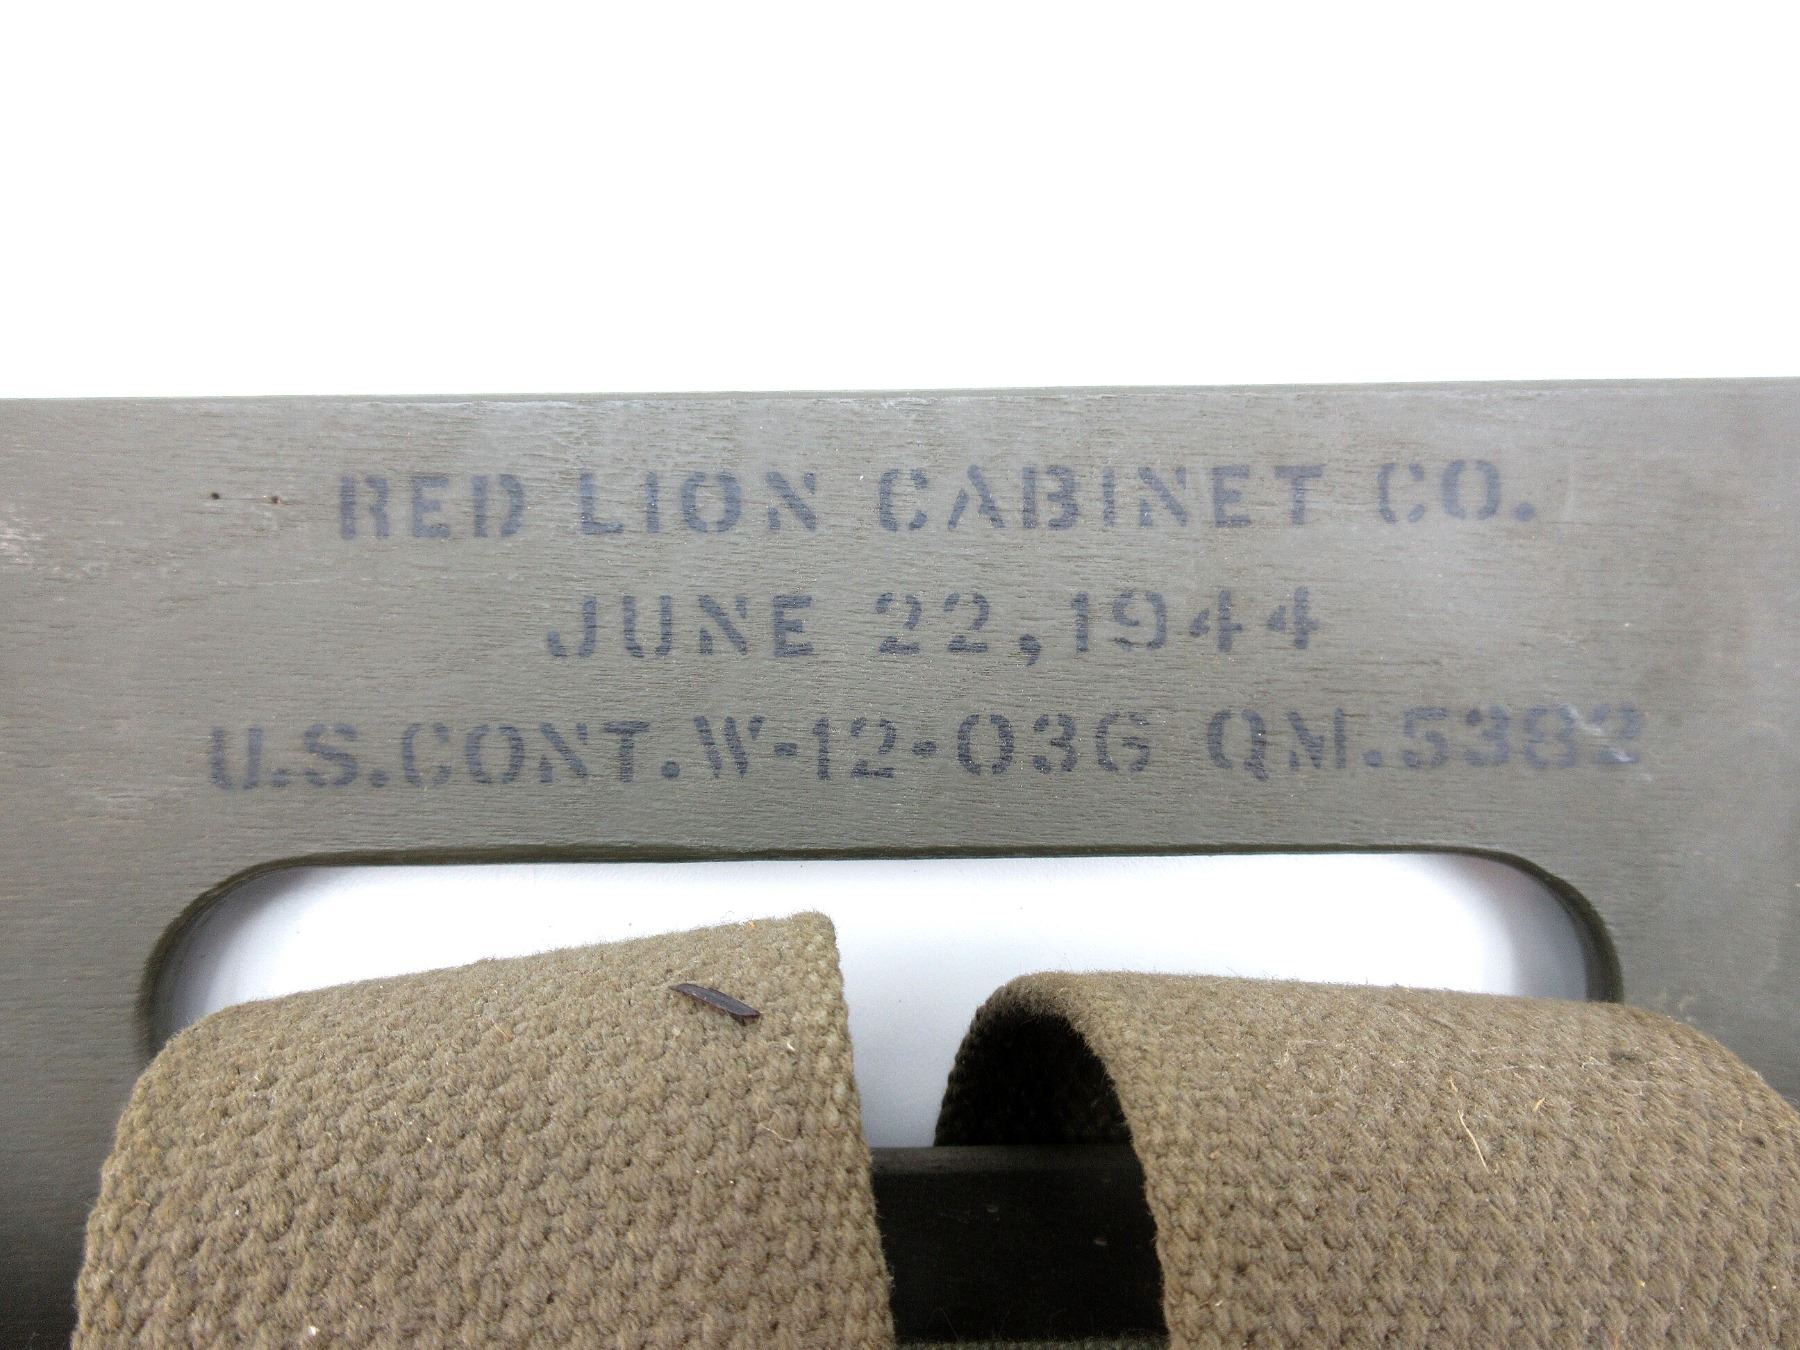 RED LION CABINET CO.
JUNE 22,1944
U.S.CONT.W-12-036 QM.5382